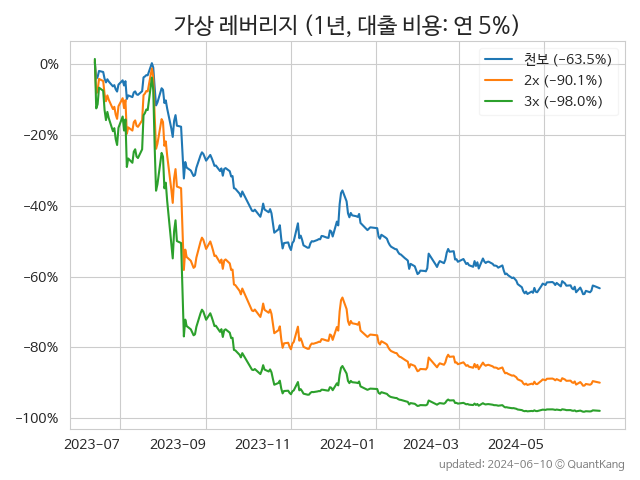 가상 레버리지 (1년, 대출 비용: 연 5%)
천보 (−63.5%)
2x (−90.1%)
3x (−98.0%)
0%
−20%
−40%
−60%
−80%
−100%
2023-07 2023-09 2023-11 2024-01 2024-03 2024-05
updated: 2024-06-10 © QuantKang